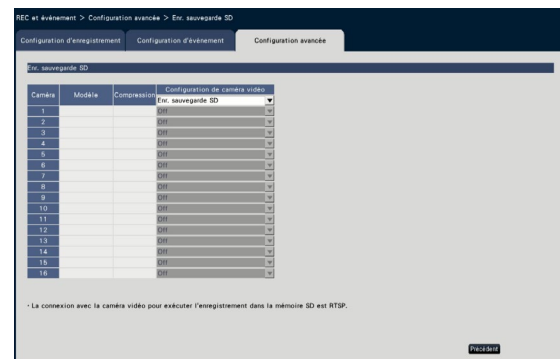 REC et événement > Configuration avancée > Enr. sauvegarde SD
Configuration d'enregistrement Configuration d'évènement Configuration avancée
Enr. sauvegarde SD
Caméra Modèle Compression Configuration de caméra vidéo
Enr. sauvegarde SD
1 Off
2 Off
3 Off
4 Off
5 Off
6 Off
7 Off
8 Off
9 Off
10 Off
11 Off
12 Off
13 Off
14 Off
15 Off
16 Off
· La connexion avec la caméra vidéo pour exécuter l'enregistrement dans la mémoire SD est RTSP.
Précédent